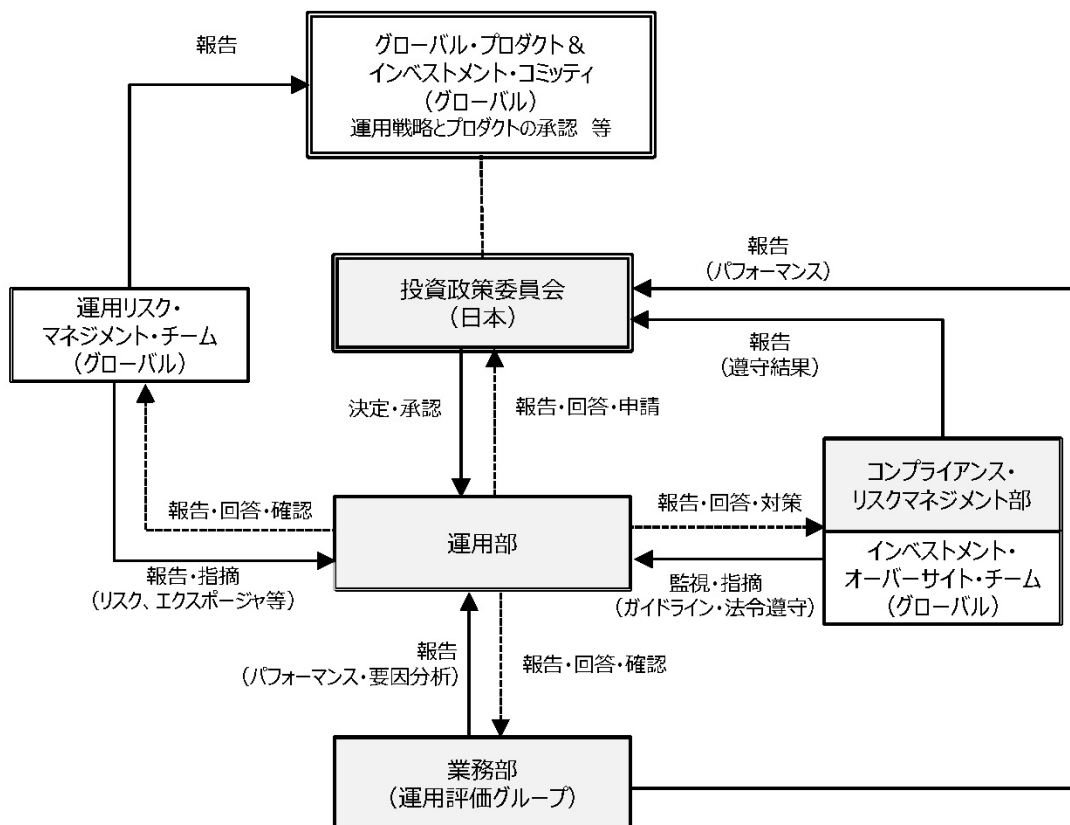 報告
グローバル・プロダクト＆
インベストメント・コミッティ
(グローバル)
運用戦略とプロダクトの承認 等
報告
(パフォーマンス)
投資政策委員会
(日本)
運用リスク・
マネジメント・チーム
(グローバル)
報告
(遵守結果)
決定・承認
報告・回答・申請
コンプライアンス・
リスクマネジメント部
報告・回答・確認
報告・回答・対策
運用部
インベストメント・
オーバーサイト・チーム
(グローバル)
報告・指摘
(リスク、エクスポージャ等)
監視・指摘
(ガイドライン・法令遵守)
報告
(パフォーマンス・要因分析)
報告・回答・確認
業務部
(運用評価グループ)